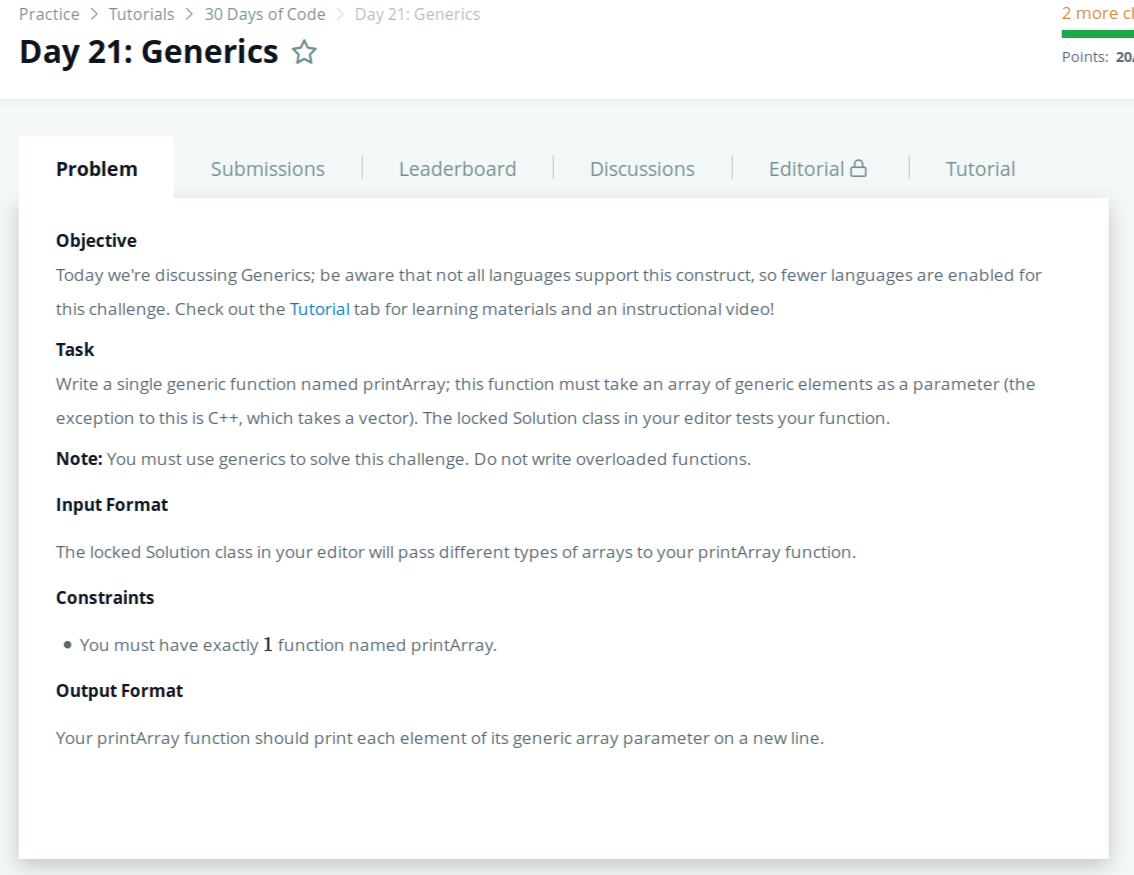 Practice > Tutorials > 30 Days of Code > Day 21: Generics
2 more
Day 21: Generics
Points: 20
Problem
Submissions
Leaderboard
Discussions
Editorial
Tutorial
Objective
Today we're discussing Generics; be aware that not all languages support this construct, so fewer languages are enabled for
this challenge. Check out the Tutorial tab for learning materials and an instructional video!
Task
Write a single generic function named printArray; this function must take an array of generic elements as a parameter (the
exception to this is C++, which takes a vector). The locked Solution class in your editor tests your function.
Note: You must use generics to solve this challenge. Do not write overloaded functions.
Input Format
The locked Solution class in your editor will pass different types of arrays to your printArray function.
Constraints
• You must have exactly 1 function named printArray.
Output Format
Your printArray function should print each element of its generic array parameter on a new line.